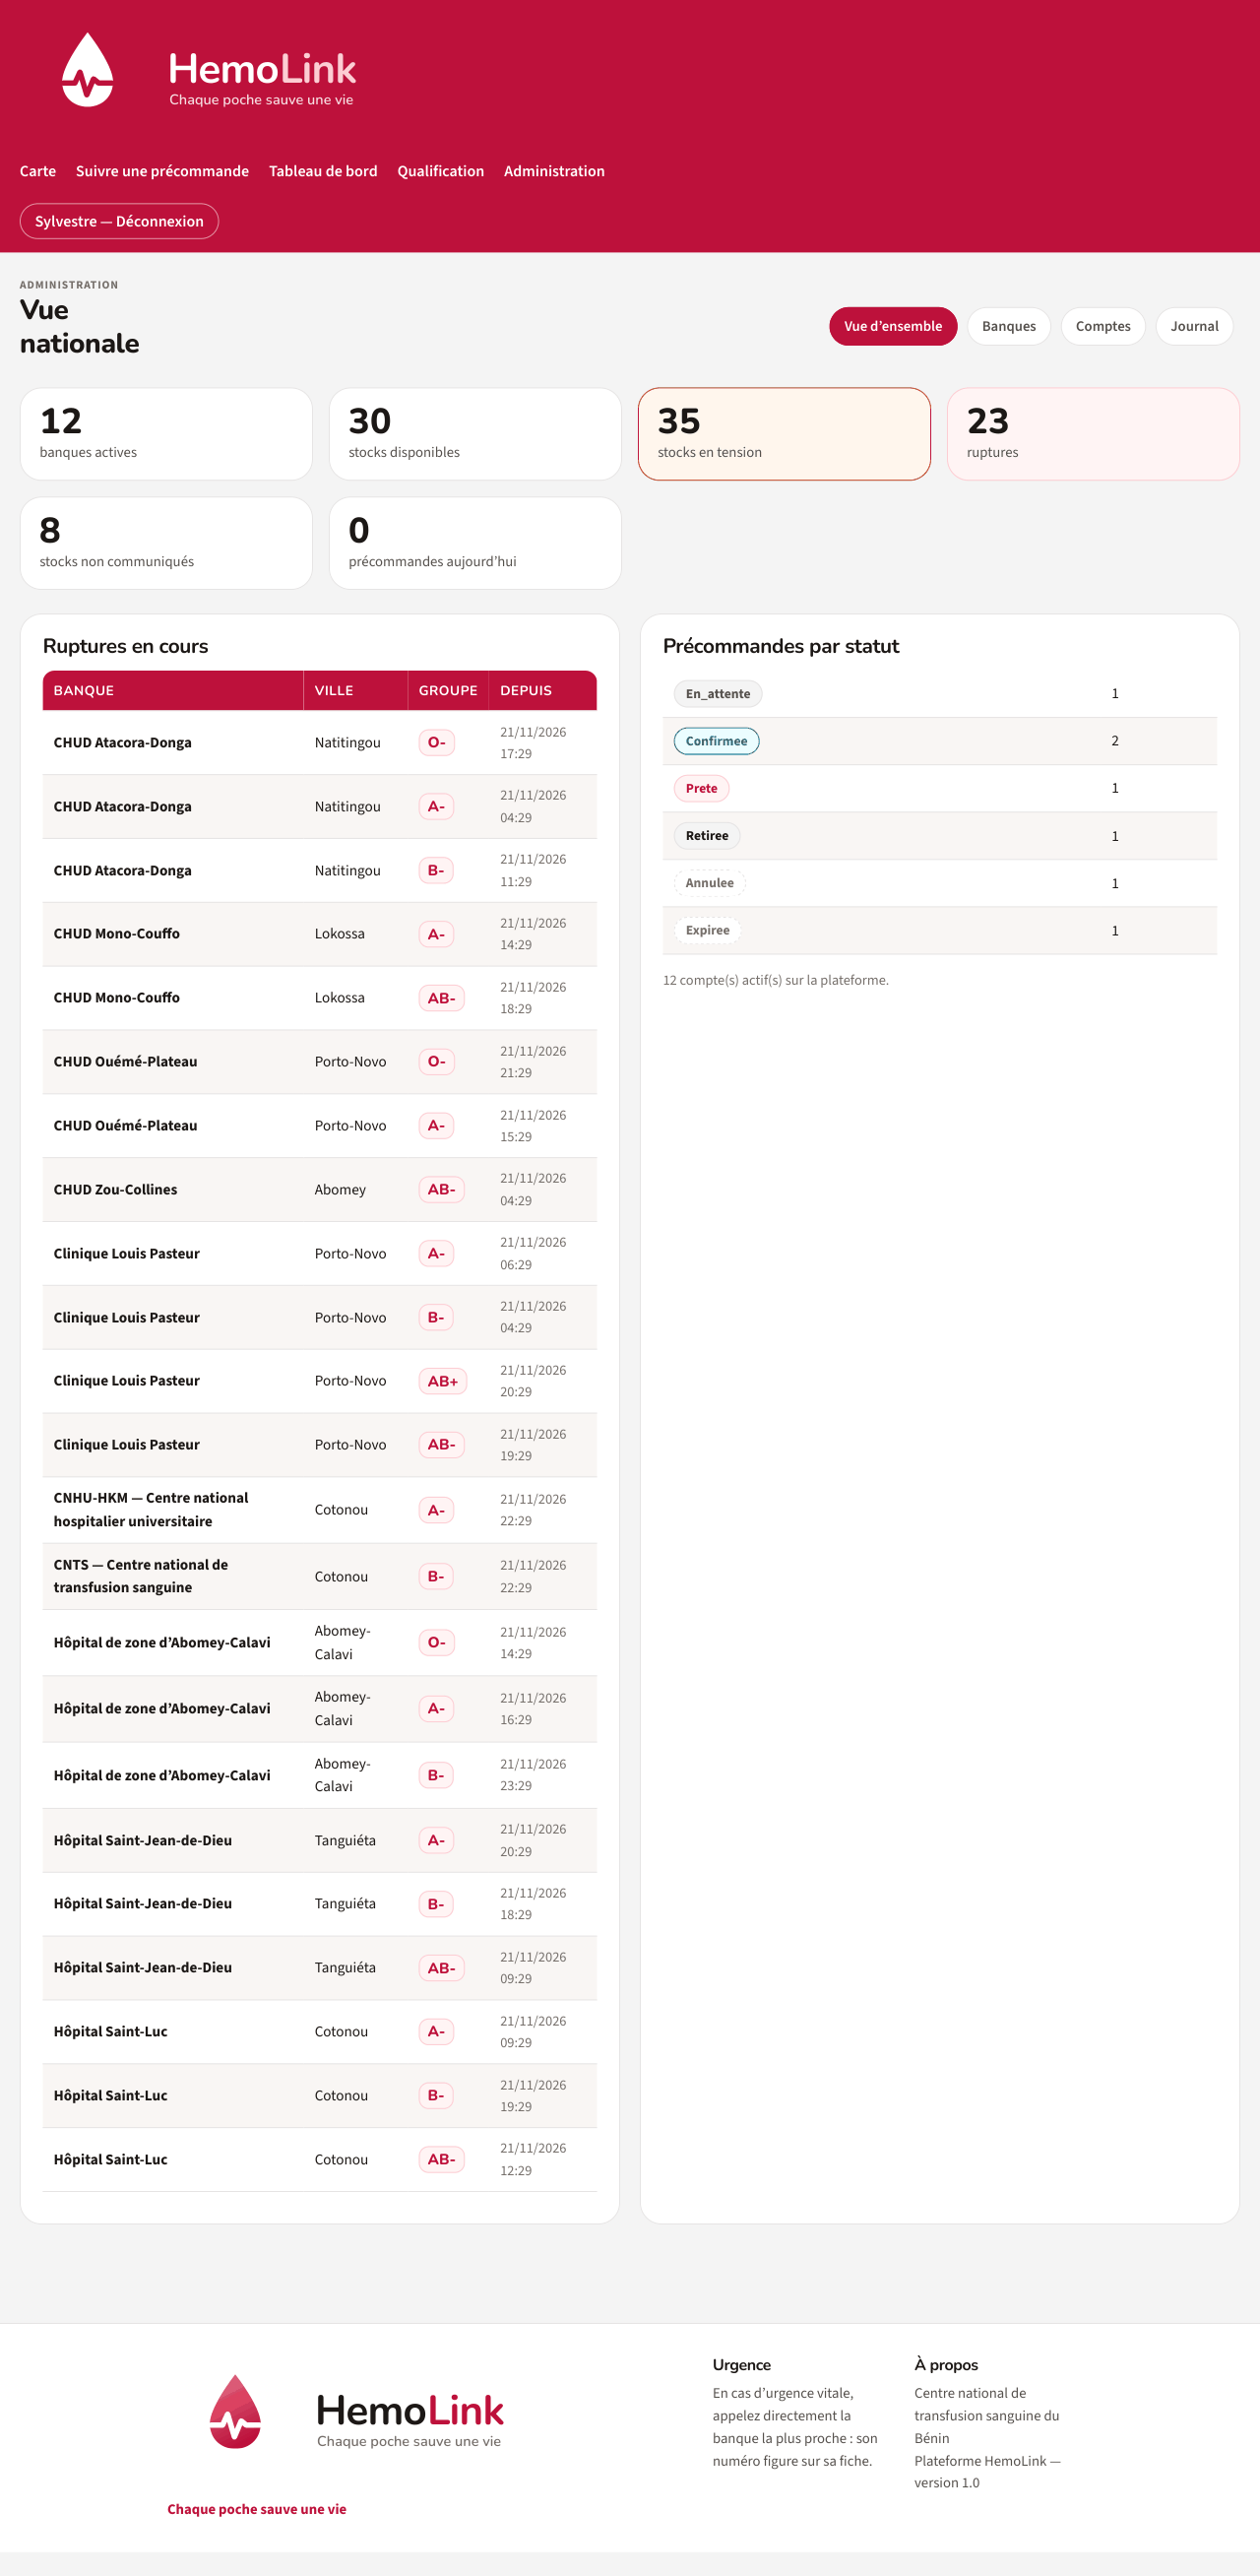 HemoLink
Chaque poche sauve une vie
Carte Suivre une précommande Tableau de bord Qualification Administration
Sylvestre — Déconnexion
ADMINISTRATION
Vue
nationale
Vue d’ensemble Banques Comptes Journal
12
banques actives
30
stocks disponibles
35
stocks en tension
23
ruptures
8
stocks non communiqués
0
précommandes aujourd’hui
Ruptures en cours
BANQUE VILLE GROUPE DEPUIS
CHUD Atacora-Donga Natitingou O- 21/11/2026
17:29
CHUD Atacora-Donga Natitingou A- 21/11/2026
04:29
CHUD Atacora-Donga Natitingou B- 21/11/2026
11:29
CHUD Mono-Couffo Lokossa A- 21/11/2026
14:29
CHUD Mono-Couffo Lokossa AB- 21/11/2026
18:29
CHUD Ouémé-Plateau Porto-Novo O- 21/11/2026
21:29
CHUD Ouémé-Plateau Porto-Novo A- 21/11/2026
15:29
CHUD Zou-Collines Abomey AB- 21/11/2026
04:29
Clinique Louis Pasteur Porto-Novo A- 21/11/2026
06:29
Clinique Louis Pasteur Porto-Novo B- 21/11/2026
04:29
Clinique Louis Pasteur Porto-Novo AB+ 21/11/2026
20:29
Clinique Louis Pasteur Porto-Novo AB- 21/11/2026
19:29
CNHU-HKM — Centre national
hospitalier universitaire Cotonou A- 21/11/2026
22:29
CNTS — Centre national de
transfusion sanguine Cotonou B- 21/11/2026
22:29
Hôpital de zone d’Abomey-Calavi Abomey-
Calavi O- 21/11/2026
14:29
Hôpital de zone d’Abomey-Calavi Abomey-
Calavi A- 21/11/2026
16:29
Hôpital de zone d’Abomey-Calavi Abomey-
Calavi B- 21/11/2026
23:29
Hôpital Saint-Jean-de-Dieu Tanguiéta A- 21/11/2026
20:29
Hôpital Saint-Jean-de-Dieu Tanguiéta B- 21/11/2026
18:29
Hôpital Saint-Jean-de-Dieu Tanguiéta AB- 21/11/2026
09:29
Hôpital Saint-Luc Cotonou A- 21/11/2026
09:29
Hôpital Saint-Luc Cotonou B- 21/11/2026
19:29
Hôpital Saint-Luc Cotonou AB- 21/11/2026
12:29
Précommandes par statut
En_attente 1
Confirmee 2
Prete 1
Retiree 1
Annulee 1
Expiree 1
12 compte(s) actif(s) sur la plateforme.
HemoLink
Chaque poche sauve une vie
Chaque poche sauve une vie
Urgence
En cas d’urgence vitale,
appelez directement la
banque la plus proche : son
numéro figure sur sa fiche.
À propos
Centre national de
transfusion sanguine du
Bénin
Plateforme HemoLink —
version 1.0